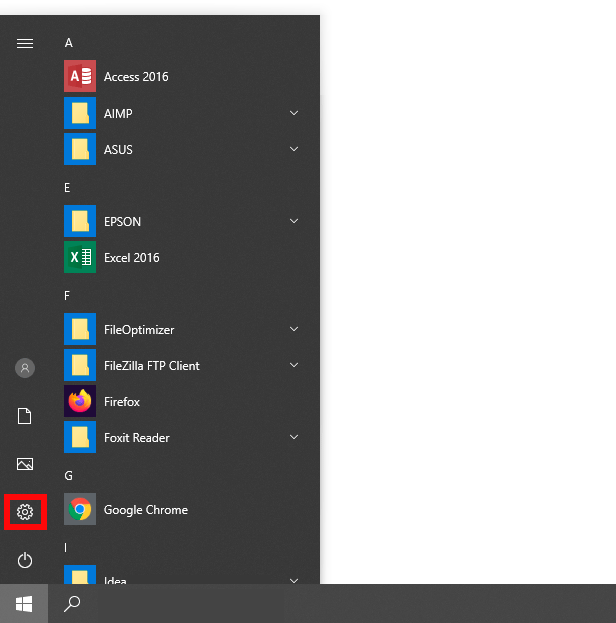 A
Access 2016
AIMP
ASUS
E
EPSON
Excel 2016
F
FileOptimizer
FileZilla FTP Client
Firefox
Foxit Reader
G
Google Chrome
I
Idea